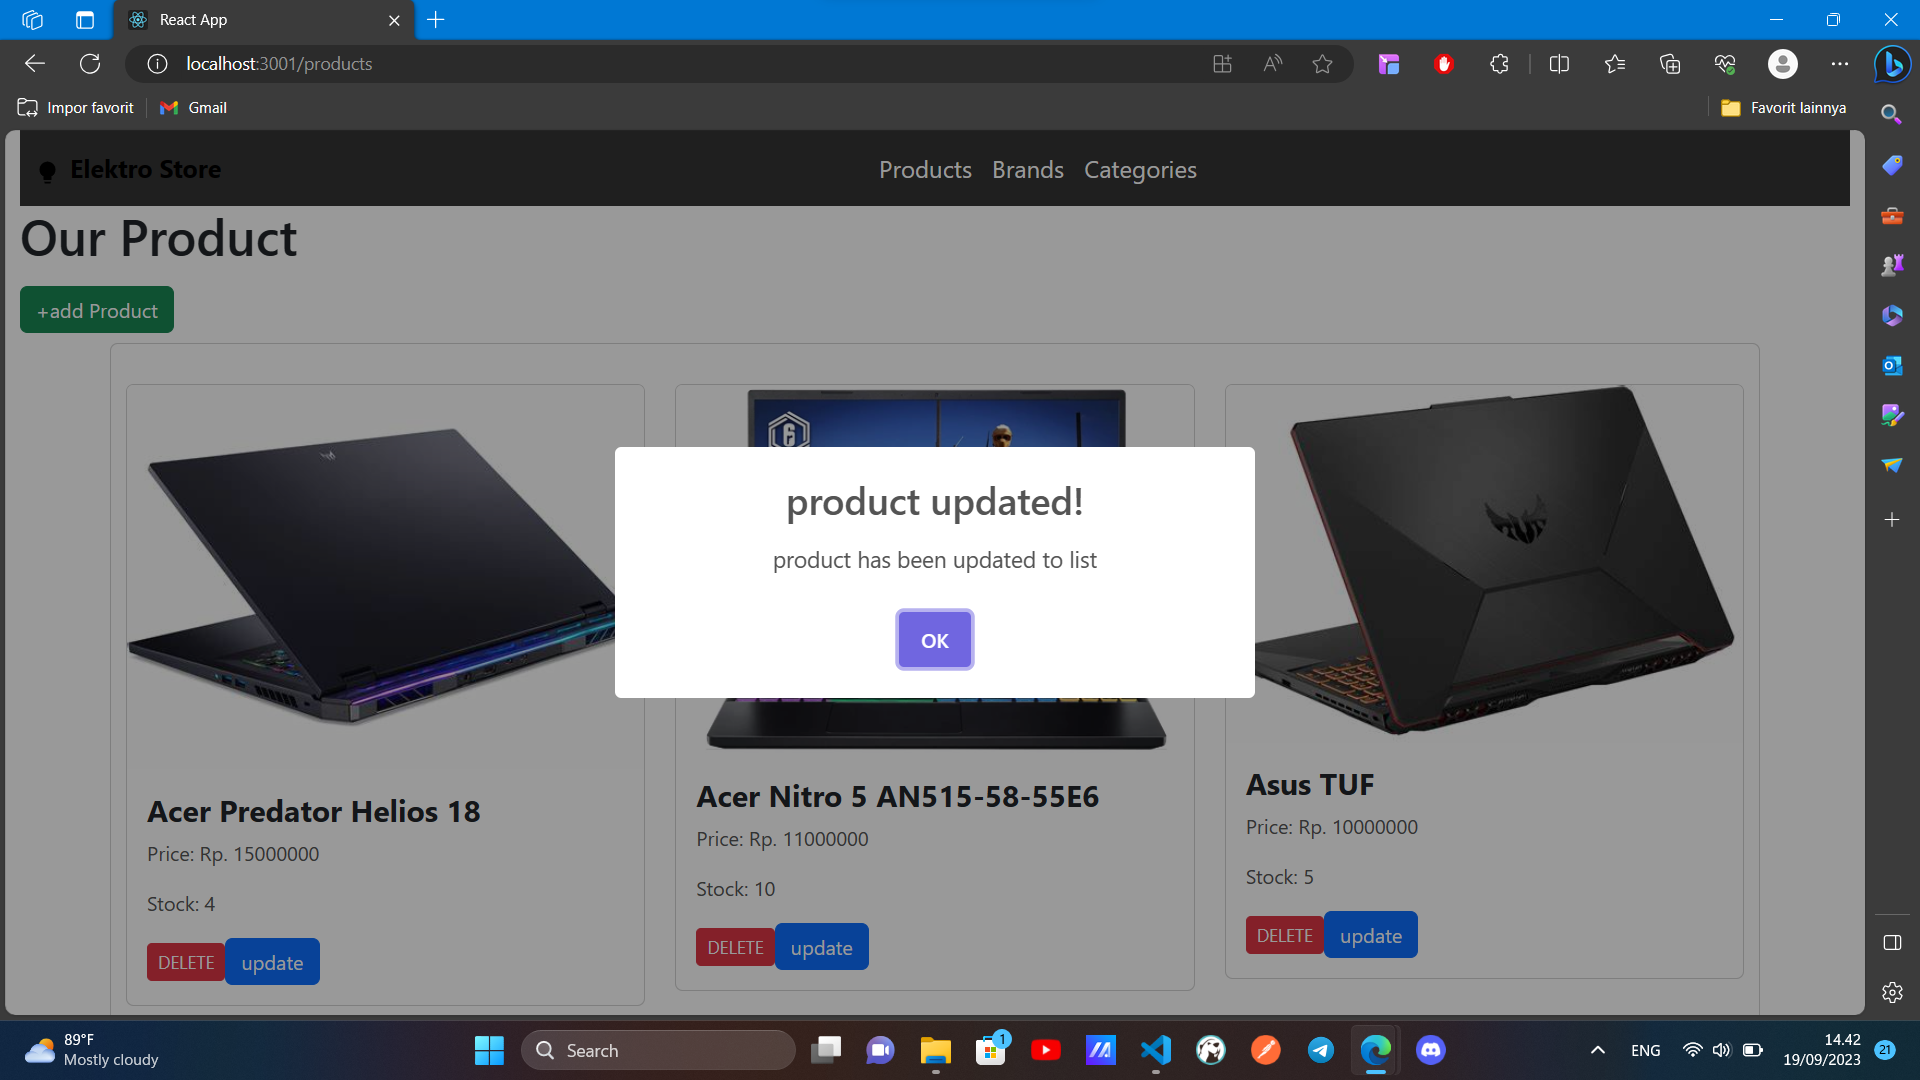 React App
localhost:3001/products
Impor favorit
Gmail
Favorit lainnya
Elektro Store
Products
Brands
Categories
Our Product
+add Product
product updated!
product has been updated to list
OK
Acer Predator Helios 18
Price: Rp. 15000000
Stock: 4
DELETE
update
Acer Nitro 5 AN515-58-55E6
Price: Rp. 11000000
Stock: 10
DELETE
update
Asus TUF
Price: Rp. 10000000
Stock: 5
DELETE
update
89°F
Mostly cloudy
Search
1
ENG
14.42
19/09/2023
21